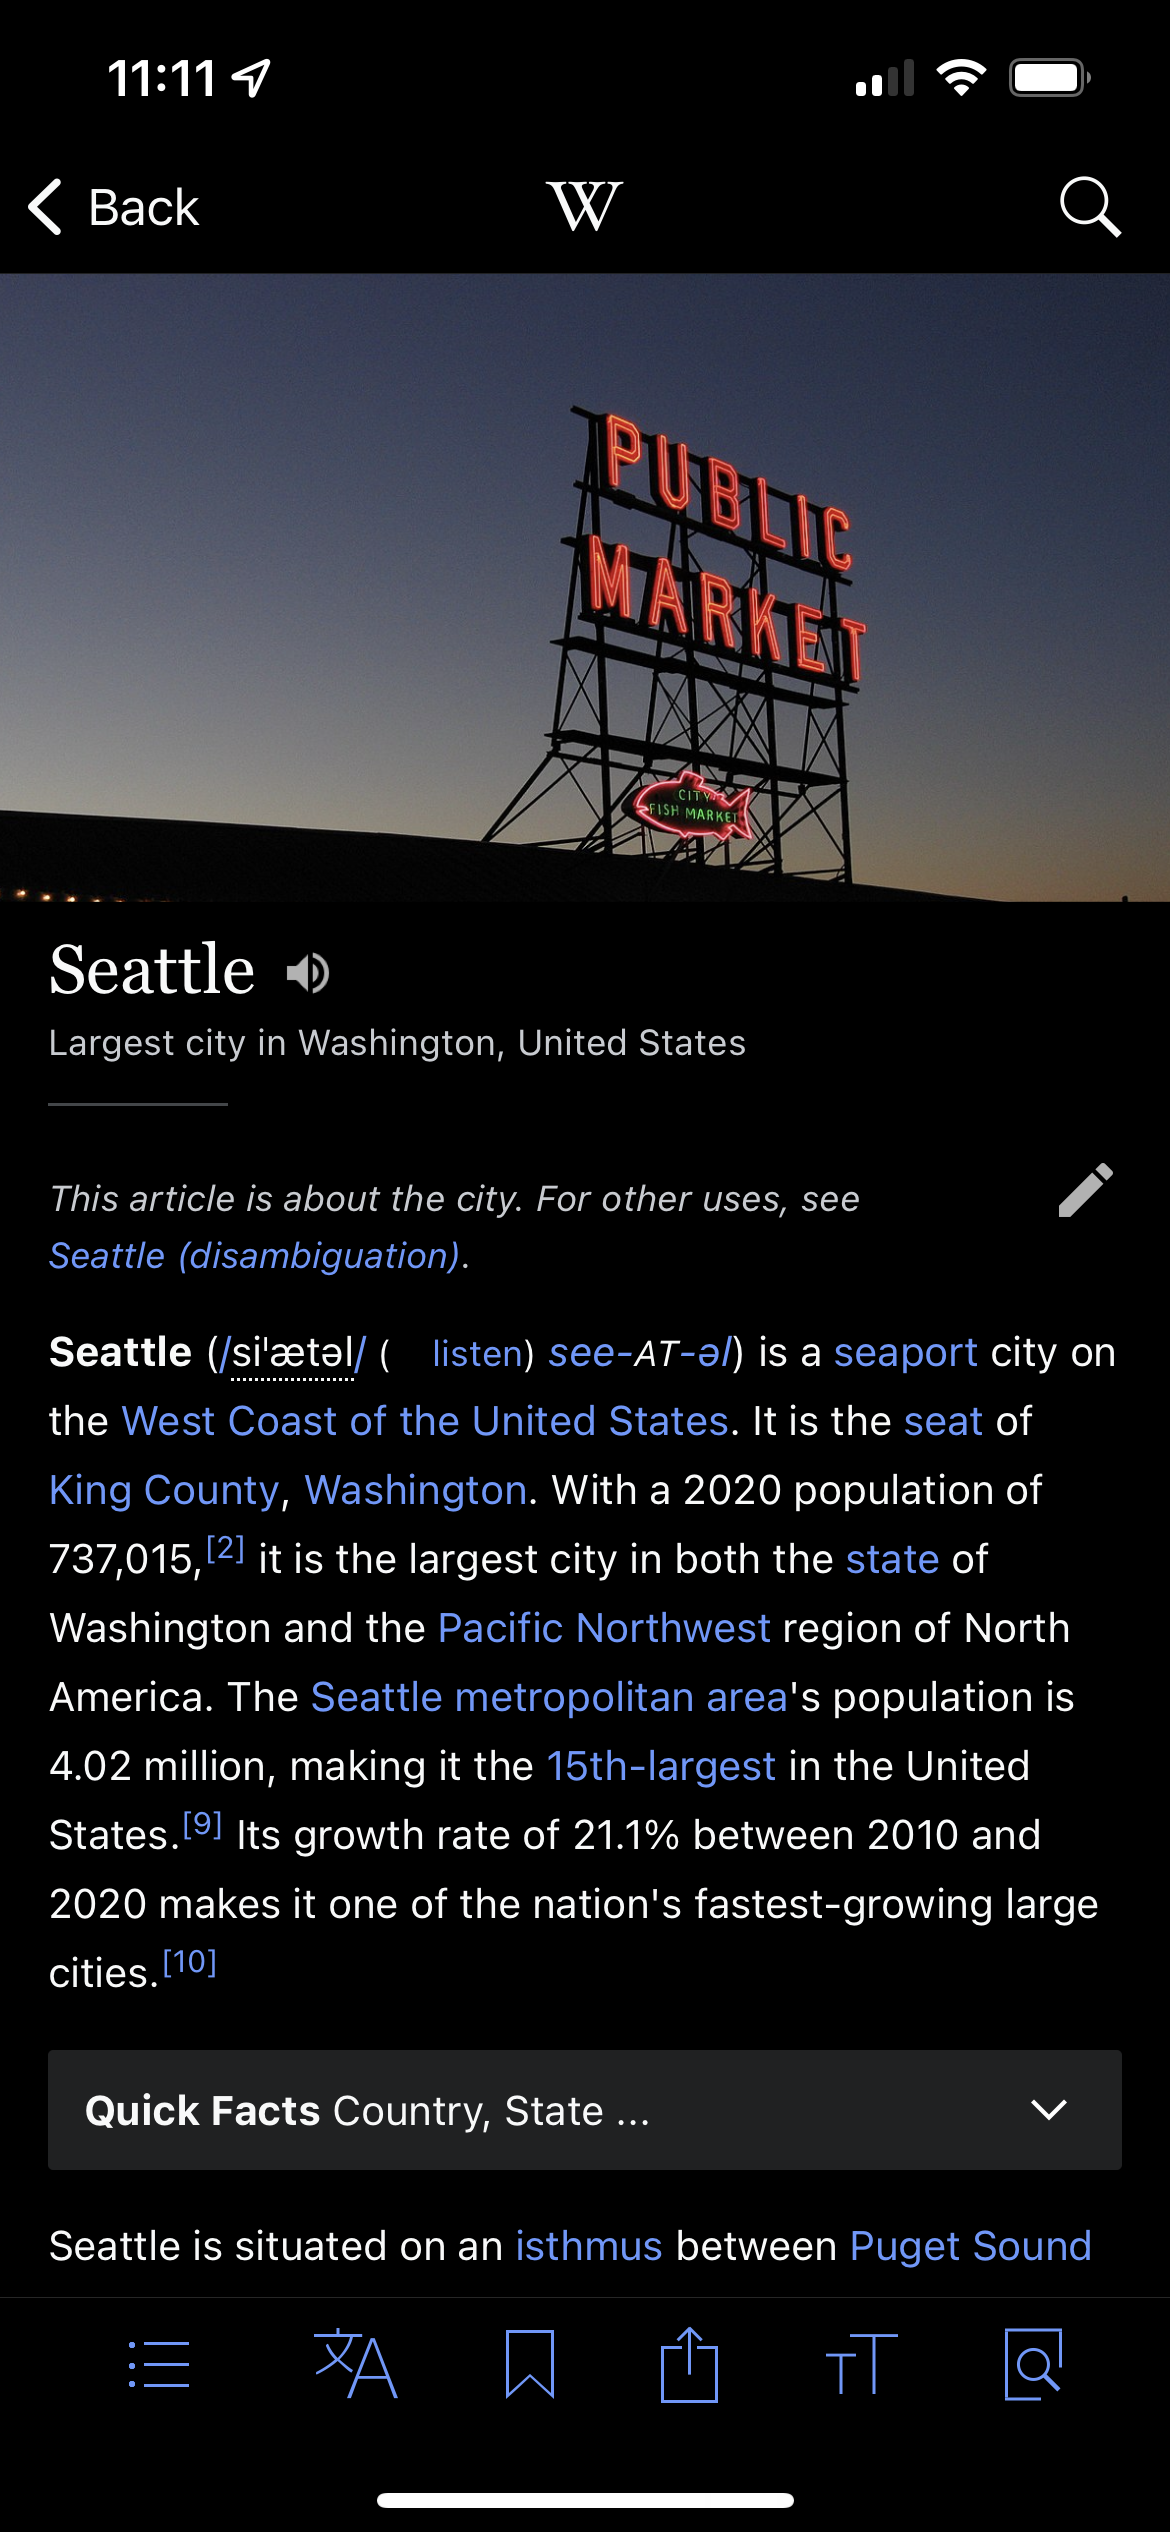 11:11
Back
W
PUBLIC
MARKET
CITY
FISH MARKET
Seattle
Largest city in Washington, United States
This article is about the city. For other uses, see
Seattle (disambiguation).
Seattle (/siˈætəl/ ( listen) see-AT-əl) is a seaport city on
the West Coast of the United States. It is the seat of
King County, Washington. With a 2020 population of
737,015,[2] it is the largest city in both the state of
Washington and the Pacific Northwest region of North
America. The Seattle metropolitan area's population is
4.02 million, making it the 15th-largest in the United
States.[9] Its growth rate of 21.1% between 2010 and
2020 makes it one of the nation's fastest-growing large
cities.[10]
Quick Facts Country, State ...
Seattle is situated on an isthmus between Puget Sound